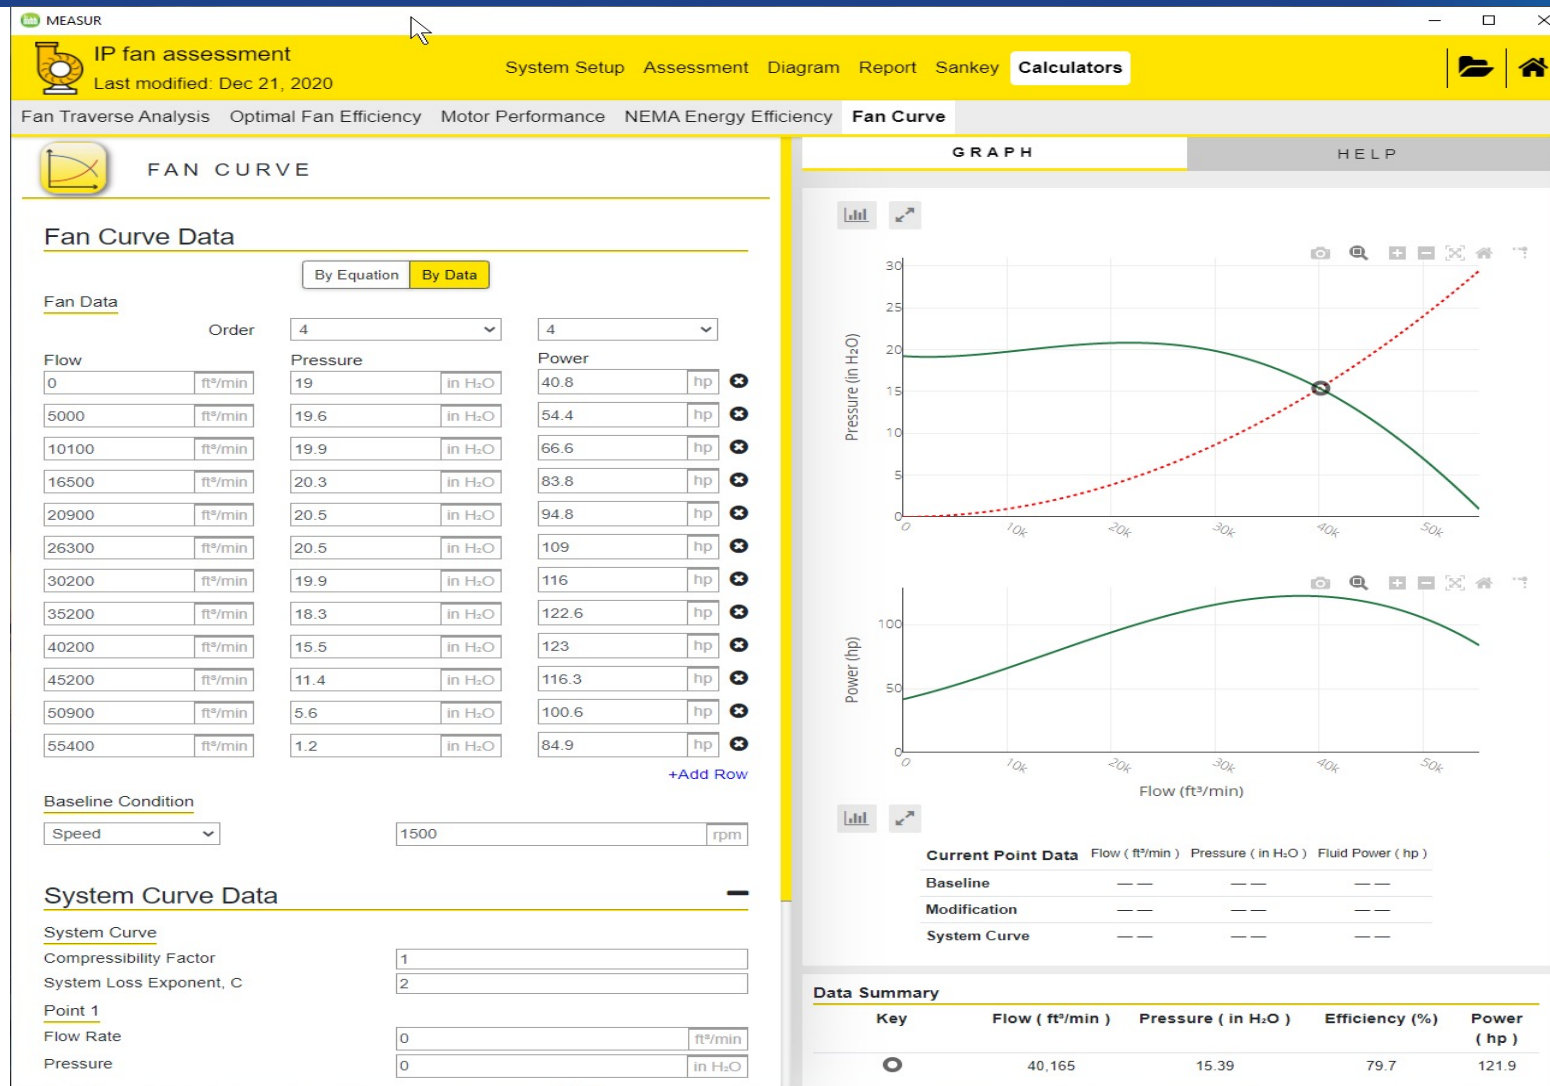 MEASUR
IP fan assessment
Last modified: Dec 21, 2020
System Setup Assessment Diagram Report Sankey Calculators
Fan Traverse Analysis Optimal Fan Efficiency Motor Performance NEMA Energy Efficiency Fan Curve
FAN CURVE
Fan Curve Data
By Equation By Data
Fan Data
Order 4 4
Flow Pressure Power
0 ft³/min 19 in H₂O 40.8 hp
5000 ft³/min 19.6 in H₂O 54.4 hp
10100 ft³/min 19.9 in H₂O 66.6 hp
16500 ft³/min 20.3 in H₂O 83.8 hp
20900 ft³/min 20.5 in H₂O 94.8 hp
26300 ft³/min 20.5 in H₂O 109 hp
30200 ft³/min 19.9 in H₂O 116 hp
35200 ft³/min 18.3 in H₂O 122.6 hp
40200 ft³/min 15.5 in H₂O 123 hp
45200 ft³/min 11.4 in H₂O 116.3 hp
50900 ft³/min 5.6 in H₂O 100.6 hp
55400 ft³/min 1.2 in H₂O 84.9 hp
+Add Row
Baseline Condition
Speed 1500 rpm
System Curve Data
System Curve
Compressibility Factor 1
System Loss Exponent, C 2
Point 1
Flow Rate 0 ft³/min
Pressure 0 in H₂O
GRAPH HELP
Pressure (in H₂O)
30
25
20
15
10
5
0
0 10k 20k 30k 40k 50k
Power (hp)
100
50
0
0 10k 20k 30k 40k 50k
Flow (ft³/min)
Current Point Data Flow ( ft³/min ) Pressure ( in H₂O ) Fluid Power ( hp )
Baseline — — — — — —
Modification — — — — — —
System Curve — — — — — —
Data Summary
Key Flow ( ft³/min ) Pressure ( in H₂O ) Efficiency (%) Power ( hp )
40,165 15.39 79.7 121.9